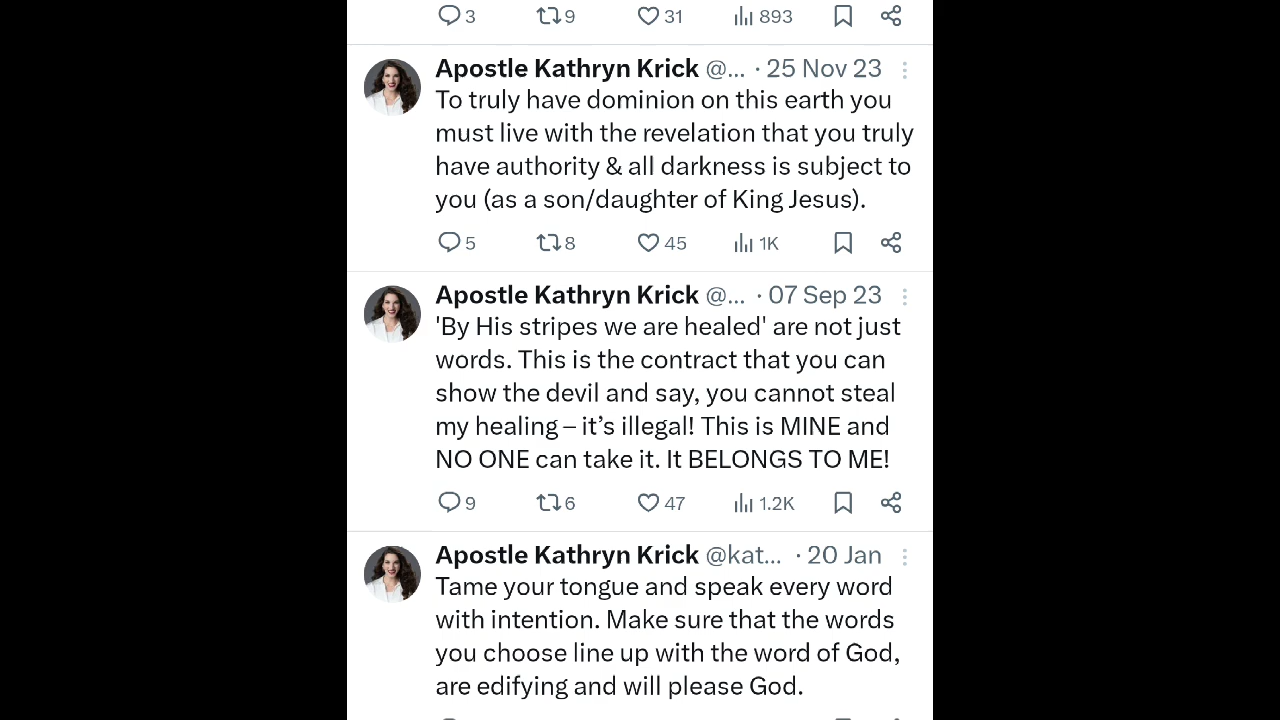 3 9 31 893
Apostle Kathryn Krick @... · 25 Nov 23
To truly have dominion on this earth you
must live with the revelation that you truly
have authority & all darkness is subject to
you (as a son/daughter of King Jesus).
5 8 45 1K
Apostle Kathryn Krick @... · 07 Sep 23
'By His stripes we are healed' are not just
words. This is the contract that you can
show the devil and say, you cannot steal
my healing – it’s illegal! This is MINE and
NO ONE can take it. It BELONGS TO ME!
9 6 47 1.2K
Apostle Kathryn Krick @kat... · 20 Jan
Tame your tongue and speak every word
with intention. Make sure that the words
you choose line up with the word of God,
are edifying and will please God.